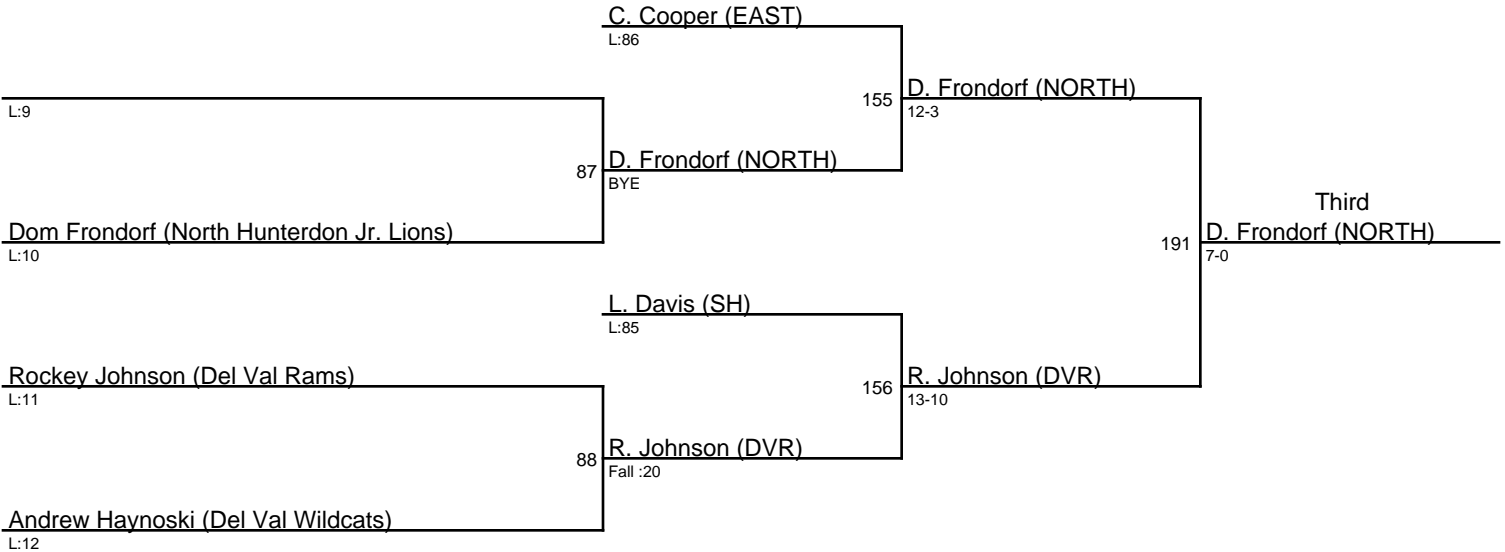 C. Cooper (EAST)
L:86
L:9
155
D. Frondorf (NORTH)
12-3
87
D. Frondorf (NORTH)
BYE
Third
Dom Frondorf (North Hunterdon Jr. Lions)
L:10
191
D. Frondorf (NORTH)
7-0
L. Davis (SH)
L:85
Rockey Johnson (Del Val Rams)
L:11
156
R. Johnson (DVR)
13-10
88
R. Johnson (DVR)
Fall :20
Andrew Haynoski (Del Val Wildcats)
L:12